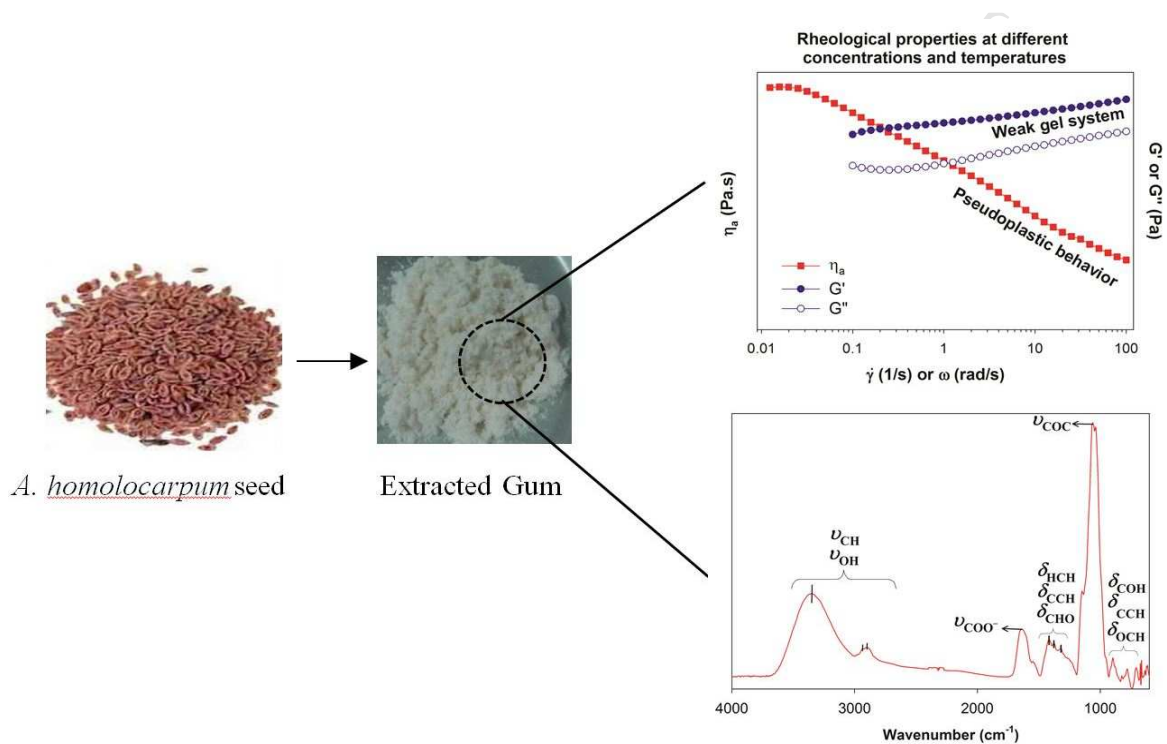 Rheological properties at different
concentrations and temperatures
Weak gel system
Pseudoplastic behavior
ηa (Pa.s)
G' or G'' (Pa)
ηa
G'
G''
0.01 0.1 1 10 100
γ̇ (1/s) or ω (rad/s)
A. homolocarpum seed
Extracted Gum
υCOC
υCH
υOH
υCOO⁻
δHCH
δCCH
δCHO
δCOH
δCCH
δOCH
4000 3000 2000 1000
Wavenumber (cm⁻¹)